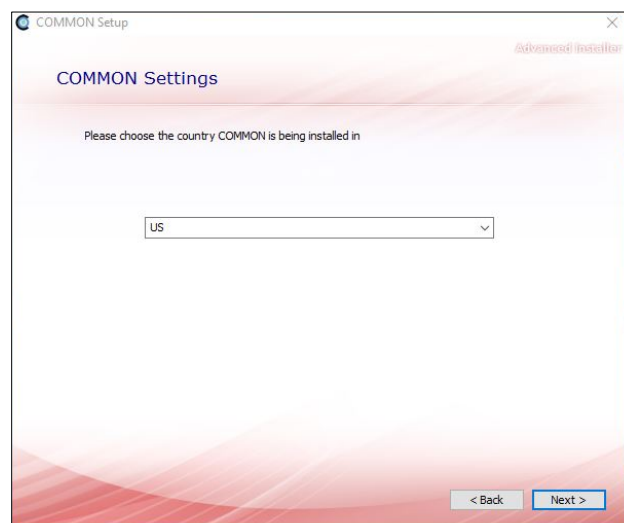 COMMON Setup
Advanced Installer
COMMON Settings
Please choose the country COMMON is being installed in
US
< Back
Next >